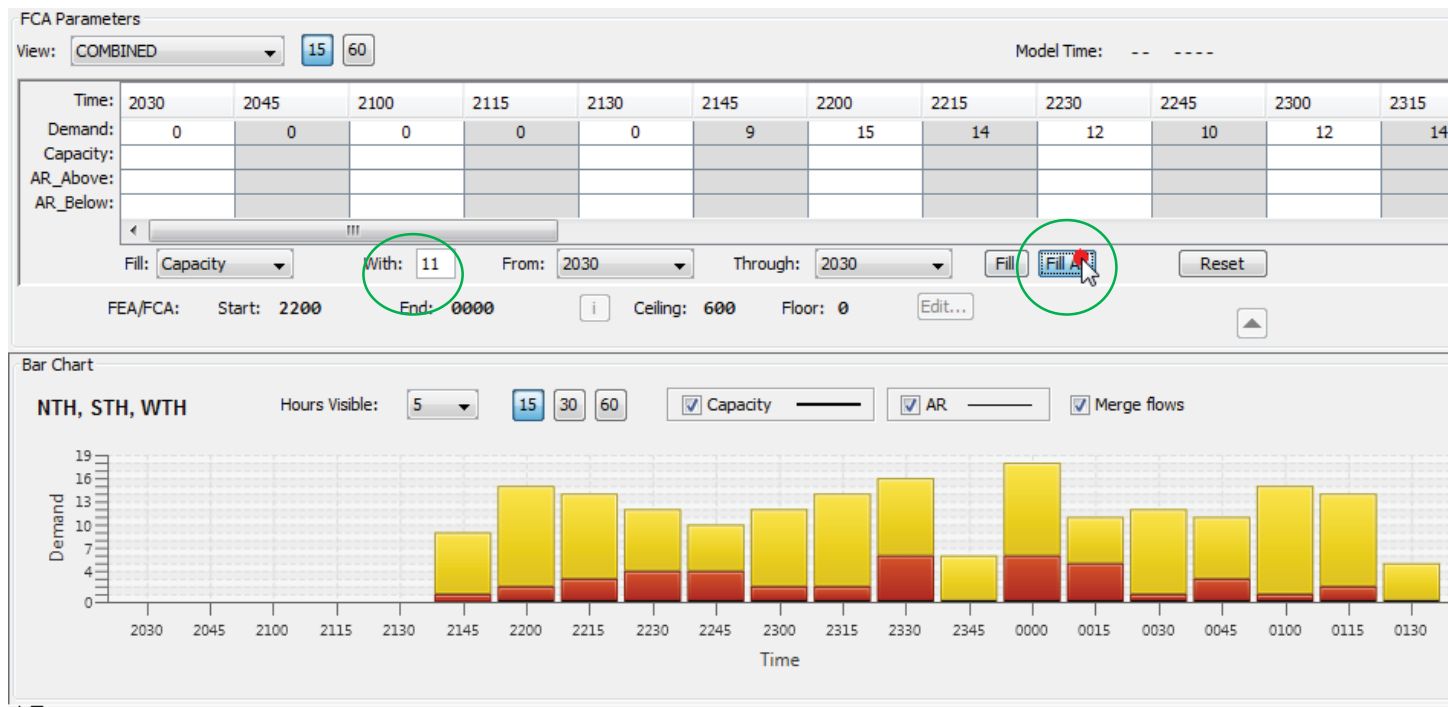 FCA Parameters
View: COMBINED 15 60 Model Time: -- ----
Time: 2030 2045 2100 2115 2130 2145 2200 2215 2230 2245 2300 2315
Demand: 0 0 0 0 0 9 15 14 12 10 12 14
Capacity:
AR_Above:
AR_Below:
Fill: Capacity With: 11 From: 2030 Through: 2030 Fill Fill Reset
FEA/FCA: Start: 2200 End: 0000 i Ceiling: 600 Floor: 0 Edit...
Bar Chart
NTH, STH, WTH Hours Visible: 5 15 30 60 Capacity AR Merge flows
19
16
13
10
7
4
0
Demand
2030 2045 2100 2115 2130 2145 2200 2215 2230 2245 2300 2315 2330 2345 0000 0015 0030 0045 0100 0115 0130
Time